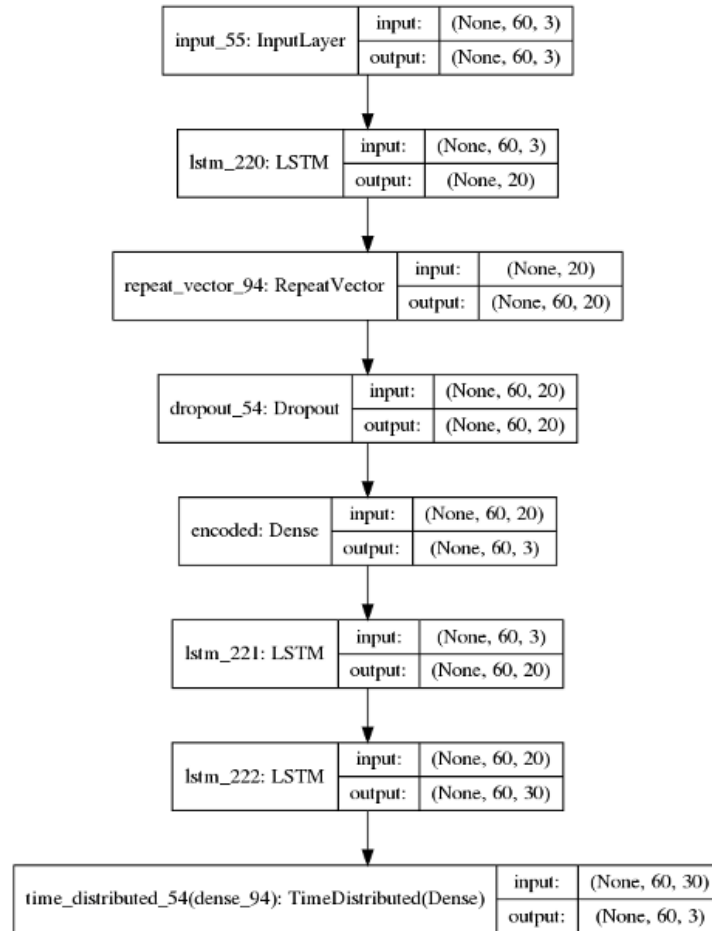 input_55: InputLayer
input: (None, 60, 3)
output: (None, 60, 3)
lstm_220: LSTM
input: (None, 60, 3)
output: (None, 20)
repeat_vector_94: RepeatVector
input: (None, 20)
output: (None, 60, 20)
dropout_54: Dropout
input: (None, 60, 20)
output: (None, 60, 20)
encoded: Dense
input: (None, 60, 20)
output: (None, 60, 3)
lstm_221: LSTM
input: (None, 60, 3)
output: (None, 60, 20)
lstm_222: LSTM
input: (None, 60, 20)
output: (None, 60, 30)
time_distributed_54(dense_94): TimeDistributed(Dense)
input: (None, 60, 30)
output: (None, 60, 3)